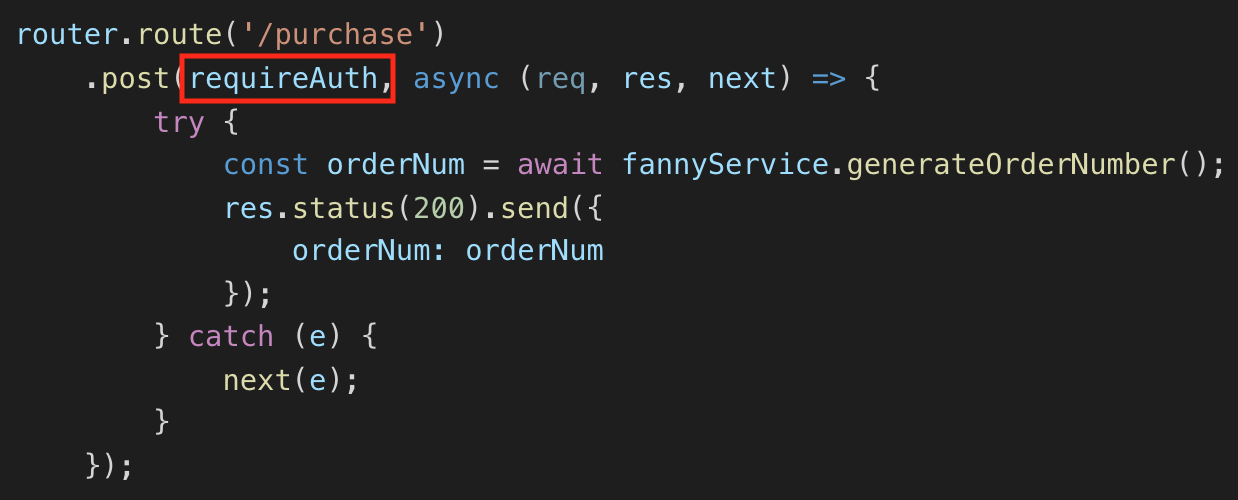 router.route('/purchase')
.post(requireAuth, async (req, res, next) => {
try {
const orderNum = await fannyService.generateOrderNumber();
res.status(200).send({
orderNum: orderNum
});
} catch (e) {
next(e);
}
});